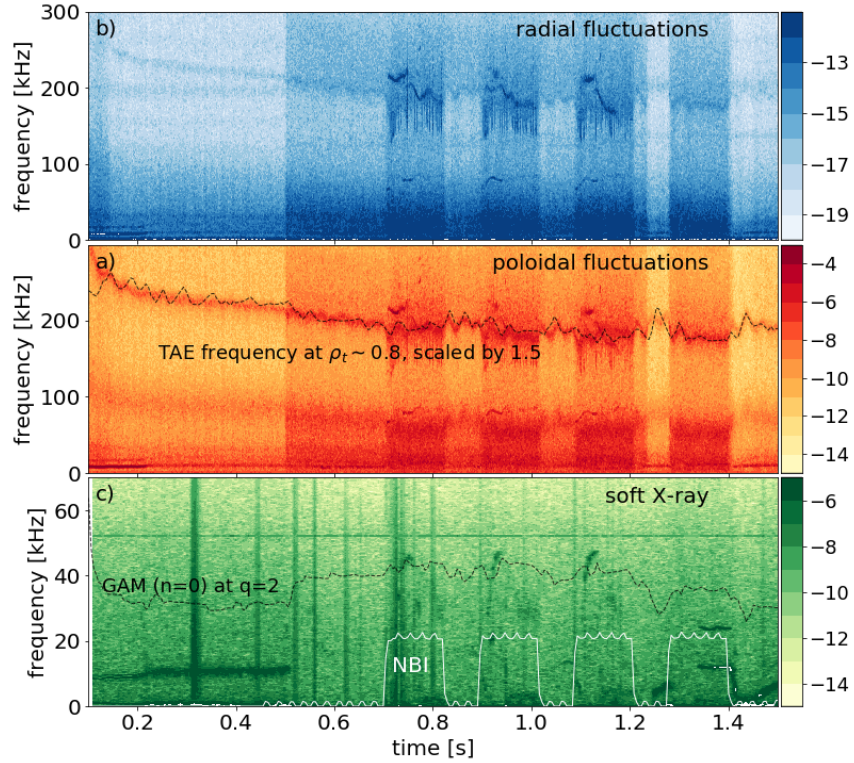 b)
radial fluctuations
300
200
100
0
frequency [kHz]
−13
−15
−17
−19
a)
poloidal fluctuations
TAE frequency at ρt~ 0.8, scaled by 1.5
200
100
0
frequency [kHz]
−4
−6
−8
−10
−12
−14
c)
soft X-ray
GAM (n=0) at q=2
NBI
60
40
20
0
frequency [kHz]
−6
−8
−10
−12
−14
0.2 0.4 0.6 0.8 1.0 1.2 1.4
time [s]